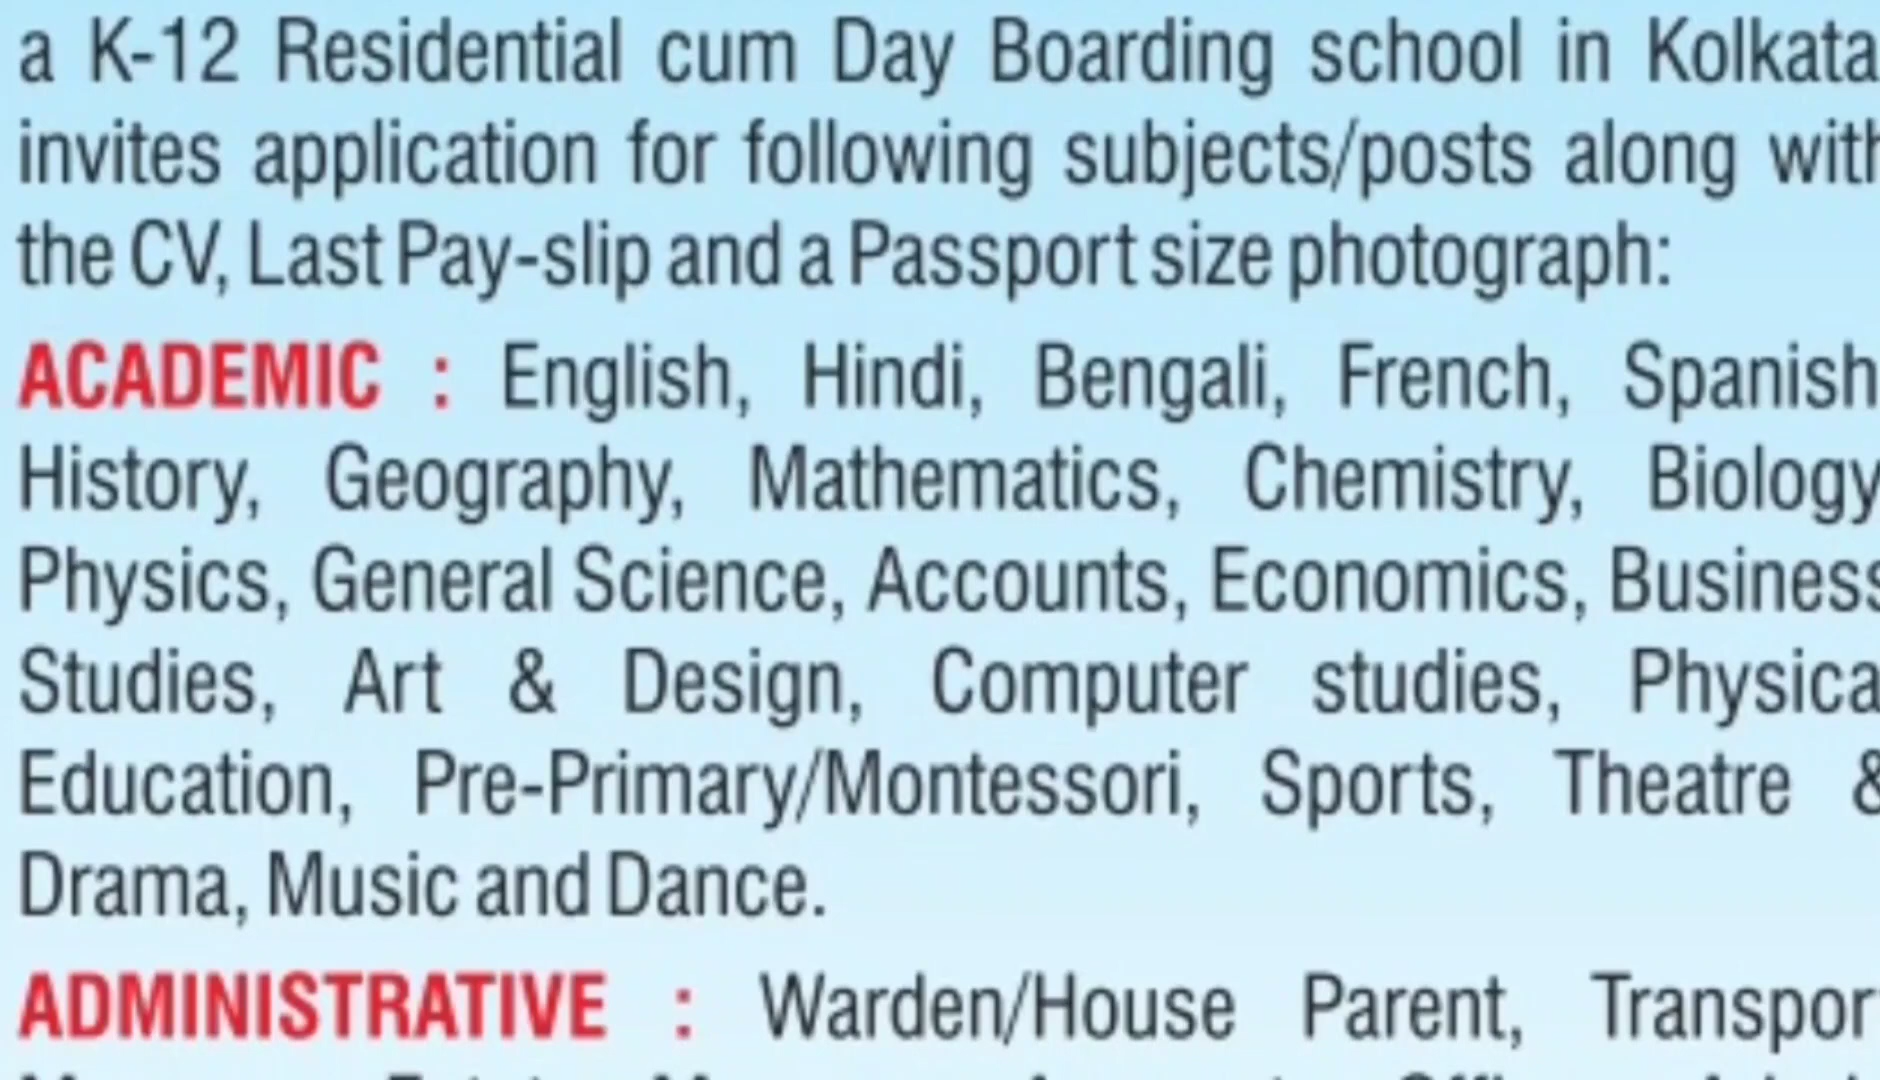 a K-12 Residential cum Day Boarding school in Kolkata
invites application for following subjects/posts along with
the CV, Last Pay-slip and a Passport size photograph:
ACADEMIC : English, Hindi, Bengali, French, Spanish
History, Geography, Mathematics, Chemistry, Biology
Physics, General Science, Accounts, Economics, Business
Studies, Art & Design, Computer studies, Physica
Education, Pre-Primary/Montessori, Sports, Theatre &
Drama, Music and Dance.
ADMINISTRATIVE : Warden/House Parent, Transpor